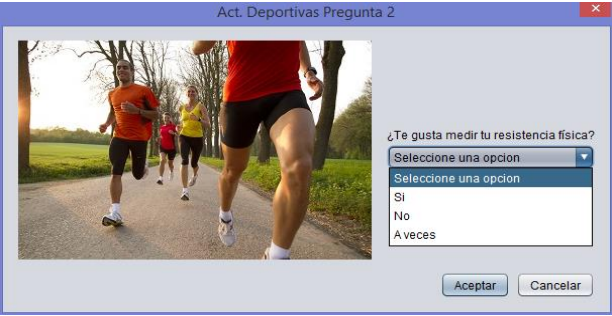 Act. Deportivas Pregunta 2
¿Te gusta medir tu resistencia física?
Seleccione una opcion
Seleccione una opcion
Si
No
A veces
Aceptar
Cancelar